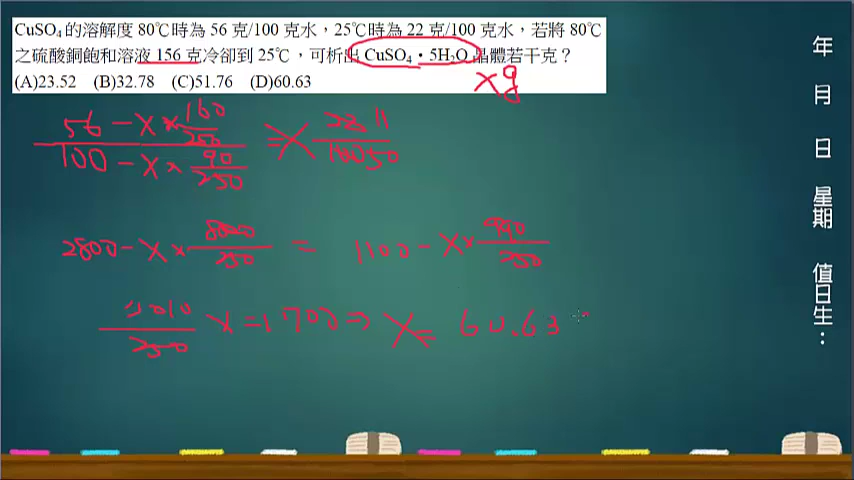 CuSO₄的溶解度 80℃時為 56 克/100 克水，25℃時為 22 克/100 克水，若將 80℃
之硫酸銅飽和溶液 156 克冷卻到 25℃，可析出 CuSO₄・5H₂O 晶體若干克？
(A)23.52 (B)32.78 (C)51.76 (D)60.63
xg
56 - X × 160/250
100 - X × 90/250
2800 - X × 8000/250 = 1100 - X × 990/250
X = 1700 ⇒ X = 60.63
年
月
日
星期
值日生：